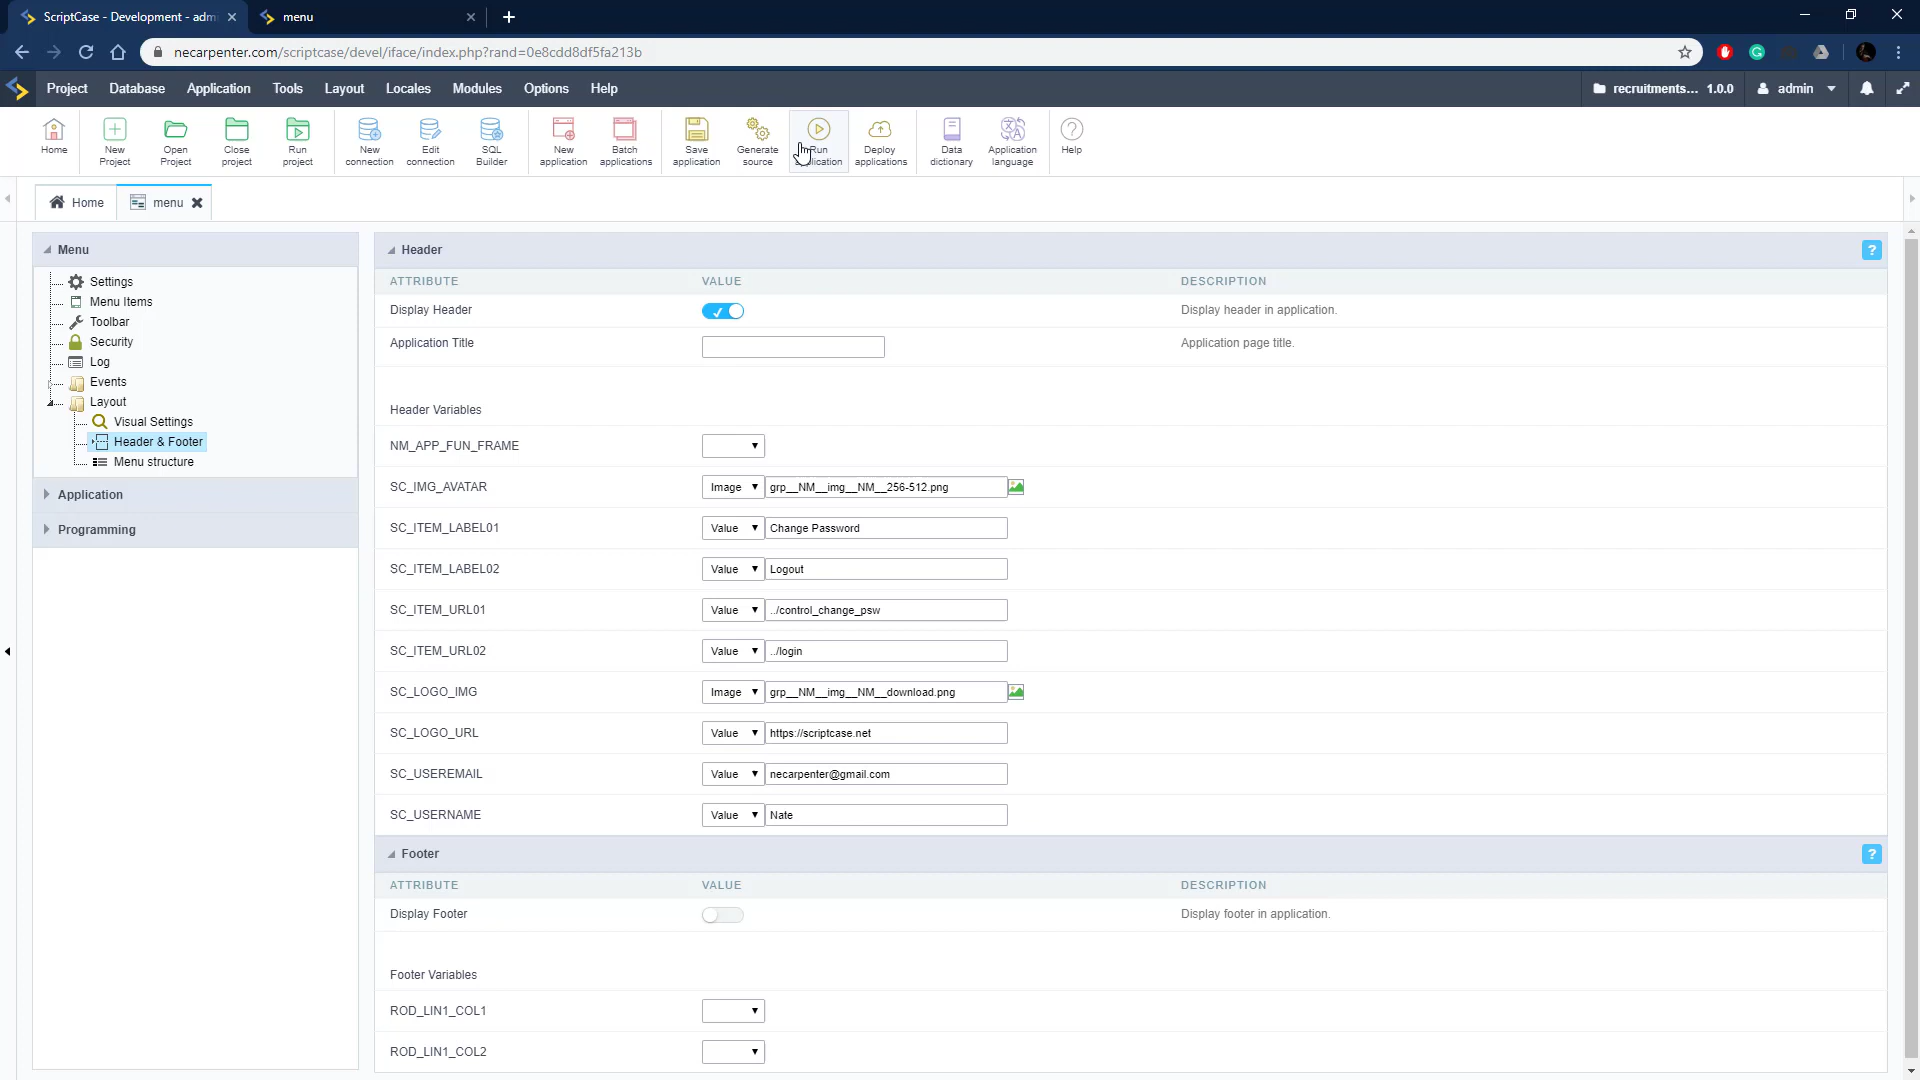 ScriptCase - Development - adm
menu
necarpenter.com/scriptcase/devel/iface/index.php?rand=0e8cdd8df5fa213b
Project Database Application Tools Layout Locales Modules Options Help recruitments... 1.0.0 admin
Home
New Project
Open Project
Close project
Run project
New connection
Edit connection
SQL Builder
New application
Batch applications
Save application
Generate source
Run application
Deploy applications
Data dictionary
Application language
Help
Home
menu
Menu
Settings
Menu Items
Toolbar
Security
Log
Events
Layout
Visual Settings
Header & Footer
Menu structure
Application
Programming
Header ?
ATTRIBUTE VALUE DESCRIPTION
Display Header Display header in application.
Application Title Application page title.
Header Variables
NM_APP_FUN_FRAME
SC_IMG_AVATAR Image grp__NM__img__NM__256-512.png
SC_ITEM_LABEL01 Value Change Password
SC_ITEM_LABEL02 Value Logout
SC_ITEM_URL01 Value ../control_change_psw
SC_ITEM_URL02 Value ../login
SC_LOGO_IMG Image grp__NM__img__NM__download.png
SC_LOGO_URL Value https://scriptcase.net
SC_USEREMAIL Value necarpenter@gmail.com
SC_USERNAME Value Nate
Footer ?
ATTRIBUTE VALUE DESCRIPTION
Display Footer Display footer in application.
Footer Variables
ROD_LIN1_COL1
ROD_LIN1_COL2